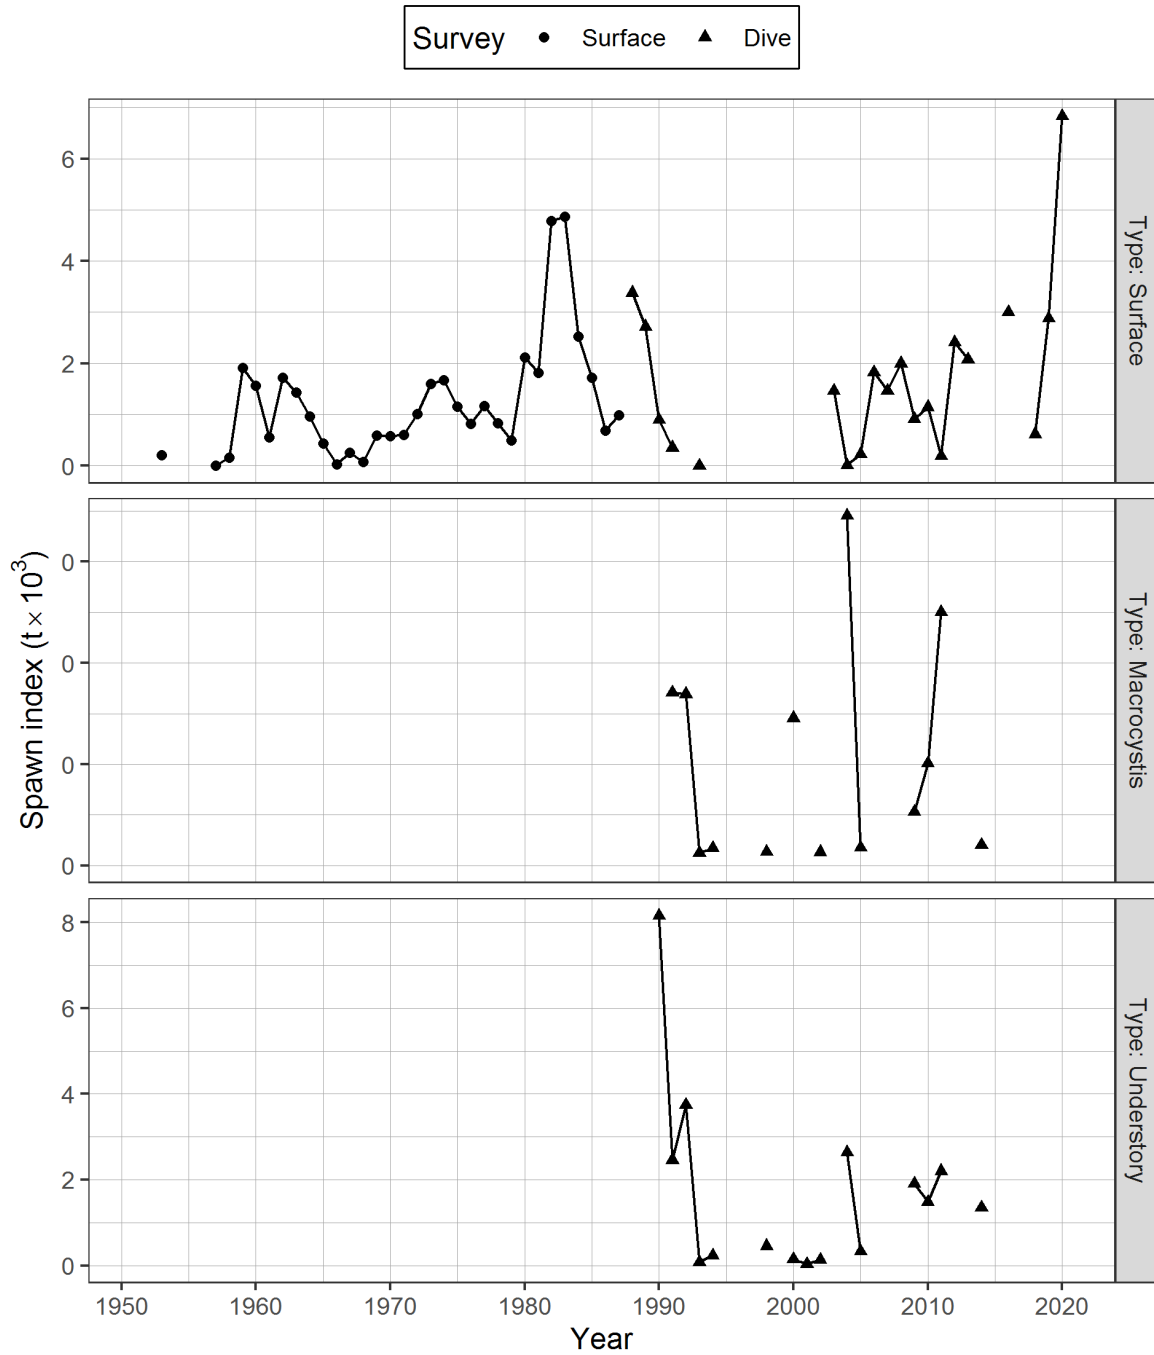 Survey Surface Dive
6
4
2
0
Type: Surface
0
0
0
0
Type: Macrocystis
8
6
4
2
0
Type: Understory
Spawn index (t × 10³)
1950 1960 1970 1980 1990 2000 2010 2020
Year